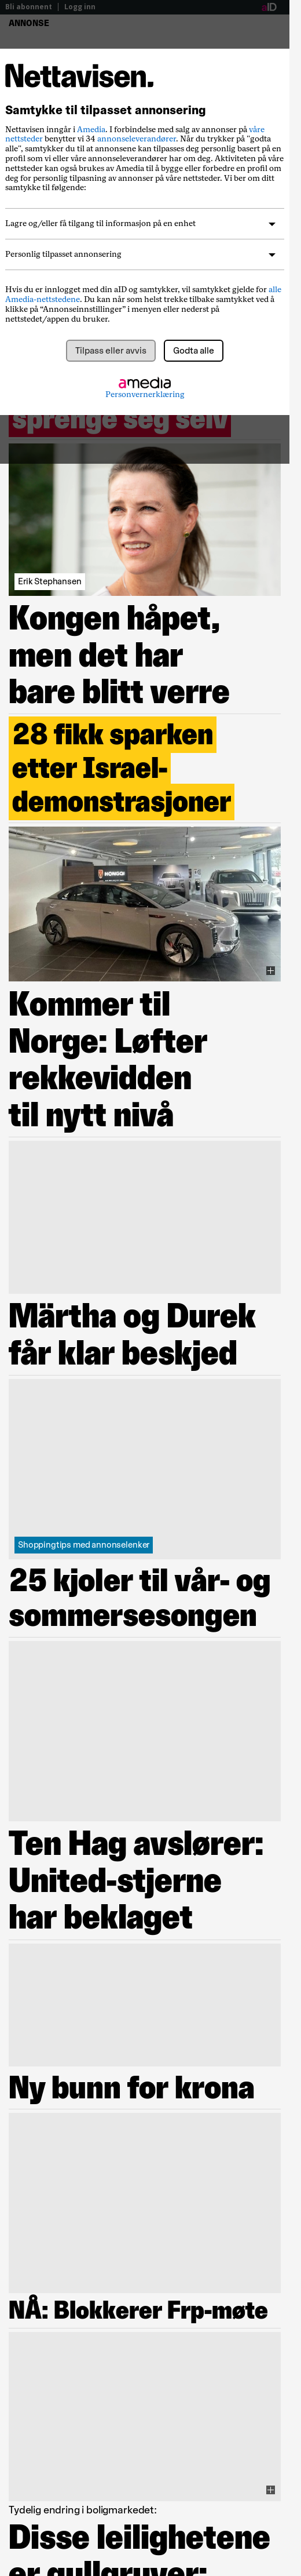 Bli abonnent | Logg inn
aID
ANNONSE
Nettavisen.
Samtykke til tilpasset annonsering
Nettavisen inngår i Amedia. I forbindelse med salg av annonser på våre
nettsteder benytter vi 34 annonseleverandører. Når du trykker på "godta
alle", samtykker du til at annonsene kan tilpasses deg personlig basert på en
profil som vi eller våre annonseleverandører har om deg. Aktiviteten på våre
nettsteder kan også brukes av Amedia til å bygge eller forbedre en profil om
deg for personlig tilpasning av annonser på våre nettsteder. Vi ber om ditt
samtykke til følgende:
Lagre og/eller få tilgang til informasjon på en enhet
Personlig tilpasset annonsering
Hvis du er innlogget med din aID og samtykker, vil samtykket gjelde for alle
Amedia-nettstedene. Du kan når som helst trekke tilbake samtykket ved å
klikke på “Annonseinnstillinger” i menyen eller nederst på
nettstedet/appen du bruker.
Tilpass eller avvis
Godta alle
amedia
Personvernerklæring
sprenge seg selv
Erik Stephansen
Kongen håpet,
men det har
bare blitt verre
28 fikk sparken
etter Israel-
demonstrasjoner
HONGQI
Kommer til
Norge: Løfter
rekkevidden
til nytt nivå
Märtha og Durek
får klar beskjed
Shoppingtips med annonselenker
25 kjoler til vår- og
sommersesongen
Ten Hag avslører:
United-stjerne
har beklaget
Ny bunn for krona
NÅ: Blokkerer Frp-møte
Tydelig endring i boligmarkedet:
Disse leilighetene
er gullgruver: